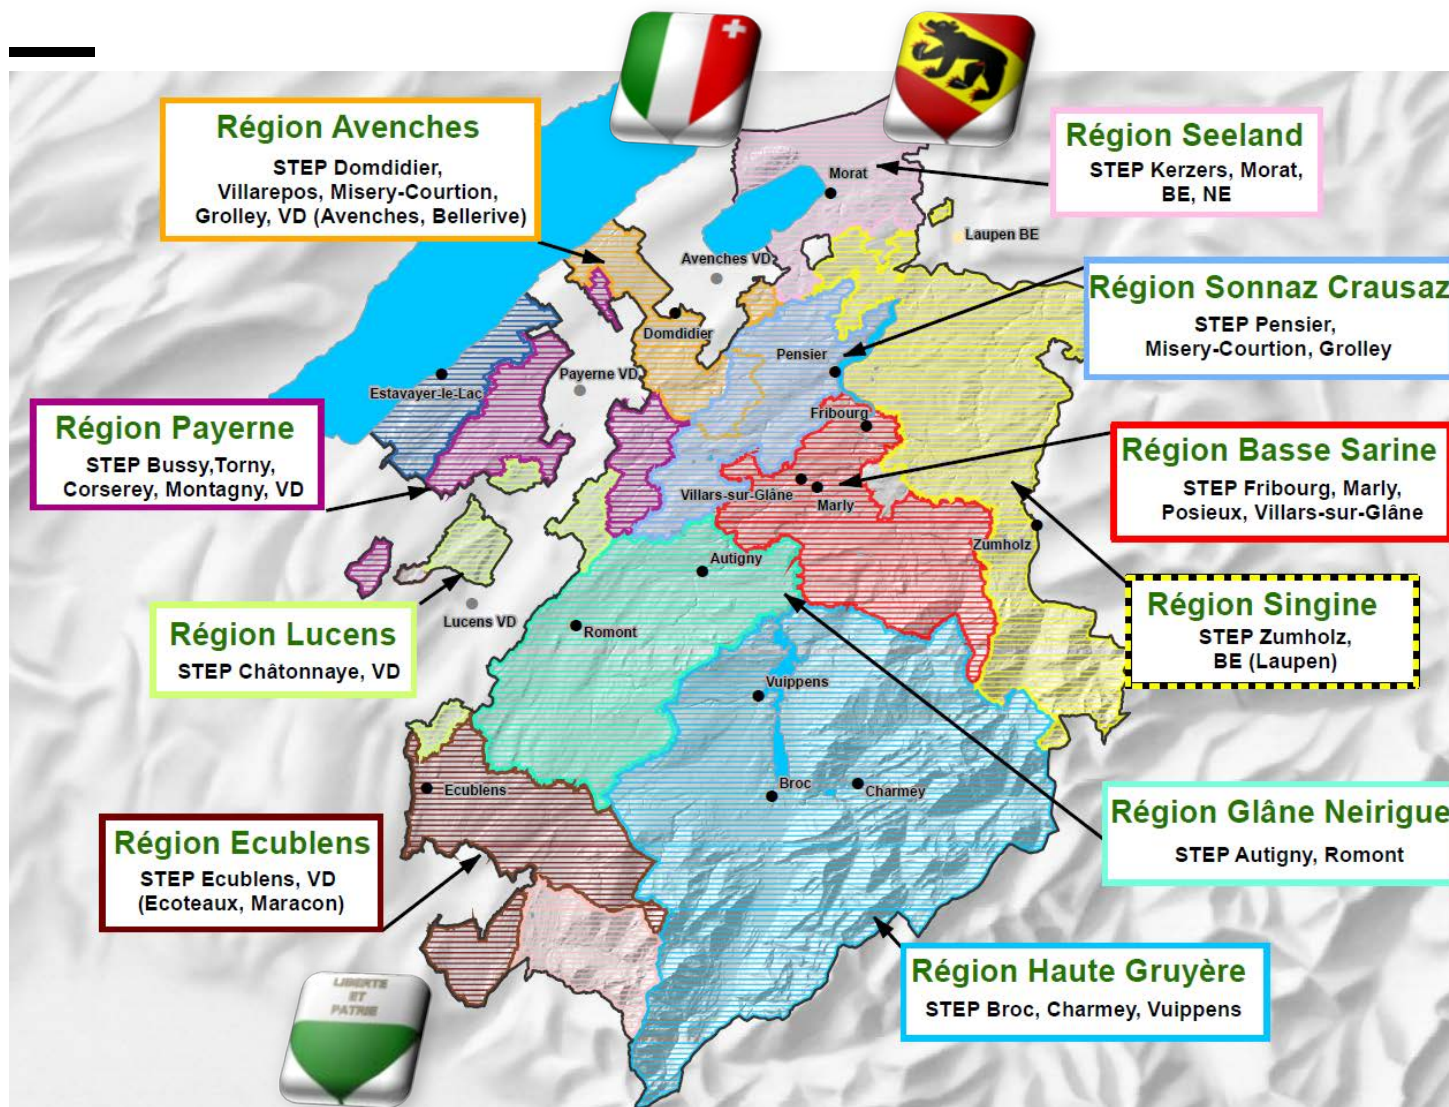 Région Avenches
STEP Domdidier,
Villarepos, Misery-Courtion,
Grolley, VD (Avenches, Bellerive)
Région Seeland
STEP Kerzers, Morat,
BE, NE
Morat
Laupen BE
Avenches VD
Région Sonnaz Crausaz
STEP Pensier,
Misery-Courtion, Grolley
Domdidier
Pensier
Payerne VD
Estavayer-le-Lac
Fribourg
Région Payerne
STEP Bussy,Torny,
Corserey, Montagny, VD
Région Basse Sarine
STEP Fribourg, Marly,
Posieux, Villars-sur-Glâne
Villars-sur-Glâne
Marly
Zumholz
Autigny
Région Singine
STEP Zumholz,
BE (Laupen)
Lucens VD
Romont
Région Lucens
STEP Châtonnaye, VD
Vuippens
Broc
Charmey
Ecublens
Région Glâne Neirigue
STEP Autigny, Romont
Région Ecublens
STEP Ecublens, VD
(Ecoteaux, Maracon)
Région Haute Gruyère
STEP Broc, Charmey, Vuippens
LIBERTE
ET
PATRIE